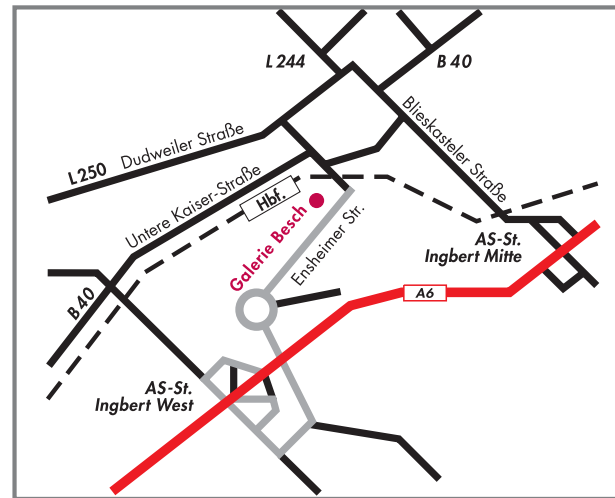 L 244
B 40
L250 Dudweiler Straße
Blieskasteler Straße
Untere Kaiser-Straße
Hbf.
Galerie Besch
Ensheimer Str.
AS-St.
Ingbert Mitte
B 40
A6
AS-St.
Ingbert West